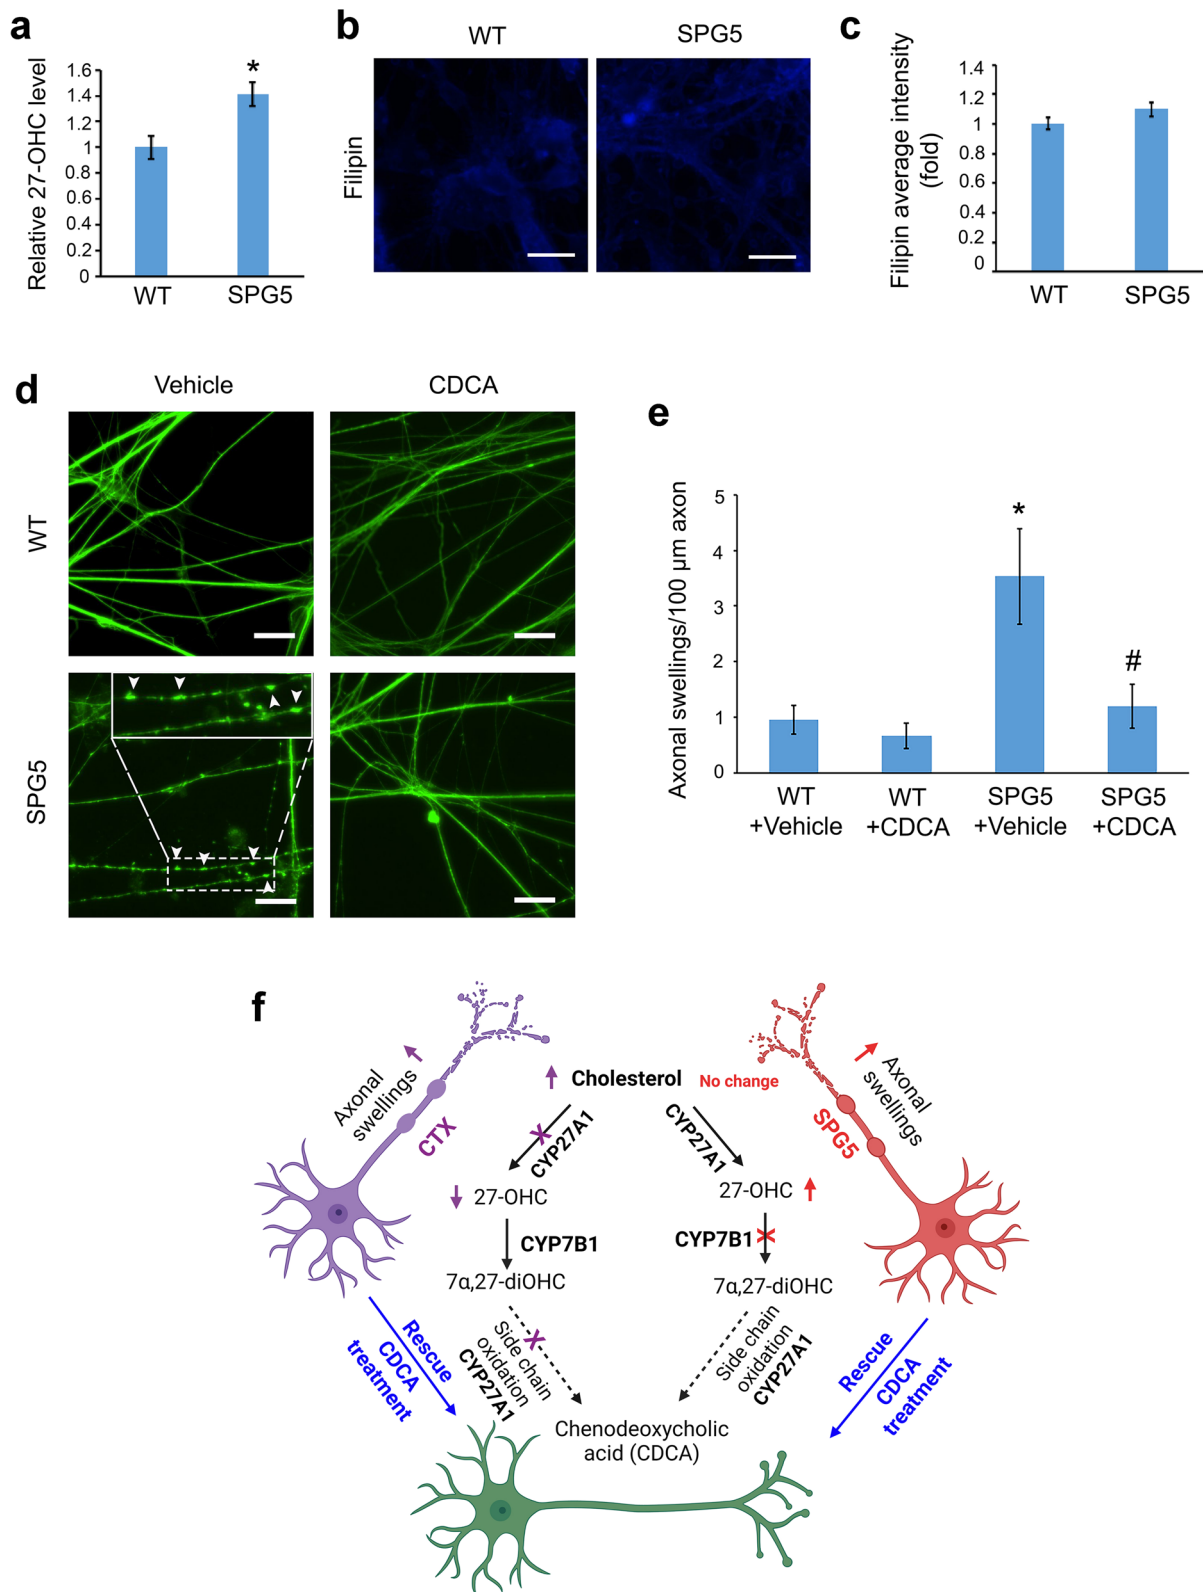 a
Relative 27-OHC level
1.6
1.4
1.2
1
0.8
0.6
0.4
0.2
0
*
WT
SPG5
b
WT
SPG5
Filipin
c
Filipin average intensity
(fold)
1.4
1.2
1
0.8
0.6
0.4
0.2
0
WT
SPG5
d
Vehicle
CDCA
WT
SPG5
e
Axonal swellings/100 µm axon
5
4
3
2
1
0
*
#
WT
+Vehicle
WT
+CDCA
SPG5
+Vehicle
SPG5
+CDCA
f
Axonal
swellings
CTX
Cholesterol
No change
Axonal
swellings
SPG5
X
CYP27A1
CYP27A1
27-OHC
27-OHC
CYP7B1
CYP7B1
X
7α,27-diOHC
7α,27-diOHC
X
Side chain
oxidation
CYP27A1
Side chain
oxidation
CYP27A1
Rescue
CDCA
treatment
Rescue
CDCA
treatment
Chenodeoxycholic
acid (CDCA)